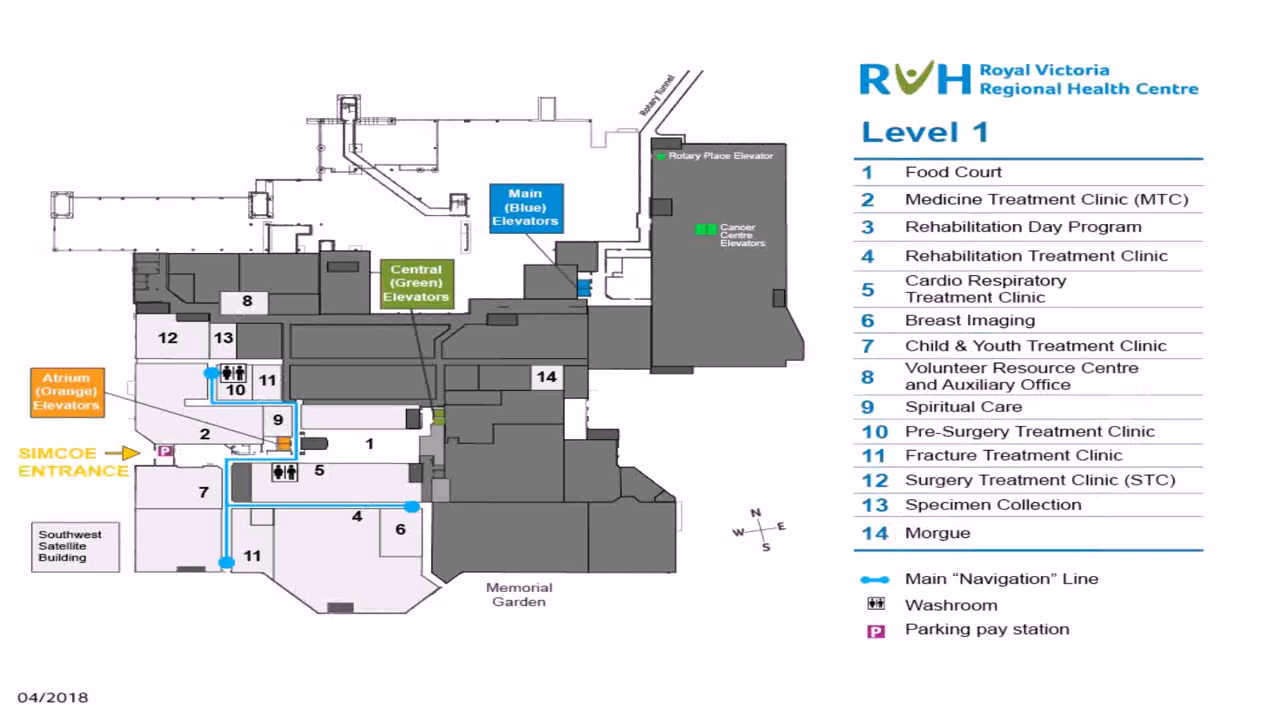 Rotary Tunnel
Rotary Place Elevator
Main
(Blue)
Elevators
Cancer
Centre
Elevators
Central
(Green)
Elevators
8
12
13
Atrium
(Orange)
Elevators
10
11
14
9
2
1
SIMCOE
ENTRANCE
P
5
7
4
6
Southwest
Satellite
Building
11
N
W E
S
Memorial
Garden
04/2018
RVH Royal Victoria
Regional Health Centre
Level 1
1 Food Court
2 Medicine Treatment Clinic (MTC)
3 Rehabilitation Day Program
4 Rehabilitation Treatment Clinic
5 Cardio Respiratory
Treatment Clinic
6 Breast Imaging
7 Child & Youth Treatment Clinic
8 Volunteer Resource Centre
and Auxiliary Office
9 Spiritual Care
10 Pre-Surgery Treatment Clinic
11 Fracture Treatment Clinic
12 Surgery Treatment Clinic (STC)
13 Specimen Collection
14 Morgue
Main “Navigation” Line
Washroom
P Parking pay station